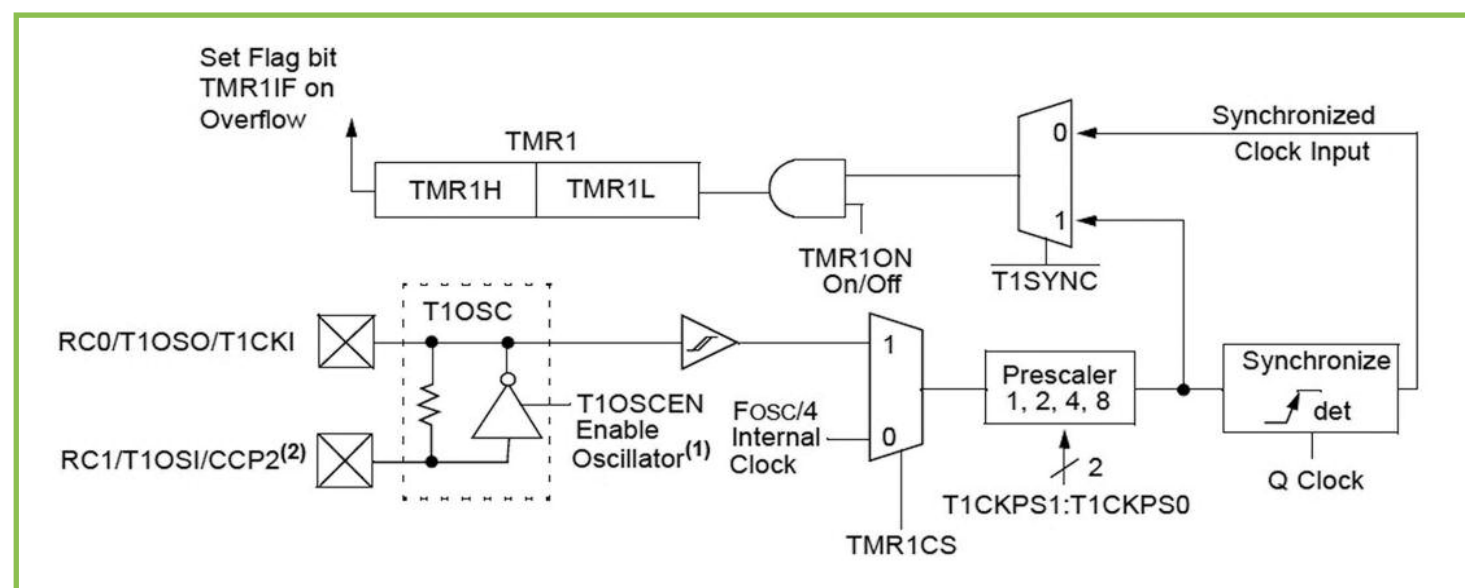 Set Flag bit
TMR1IF on
Overflow
TMR1
TMR1H
TMR1L
0
1
Synchronized
Clock Input
TMR1ON
On/Off
T1SYNC
T1OSC
RC0/T1OSO/T1CKI
1
Prescaler
1, 2, 4, 8
Synchronize
det
T1OSCEN
Enable
Oscillator(1)
FOSC/4
Internal
Clock
0
RC1/T1OSI/CCP2(2)
2
Q Clock
T1CKPS1:T1CKPS0
TMR1CS